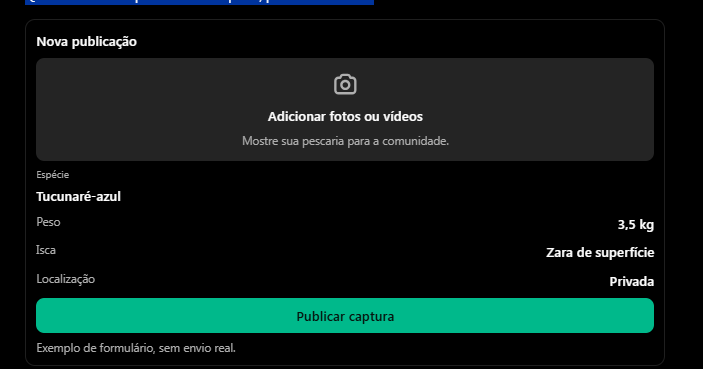 Nova publicação
Adicionar fotos ou vídeos
Mostre sua pescaria para a comunidade.
Espécie
Tucunaré-azul
Peso 3,5 kg
Isca Zara de superfície
Localização Privada
Publicar captura
Exemplo de formulário, sem envio real.